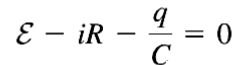 ℰ − iR − q/C = 0